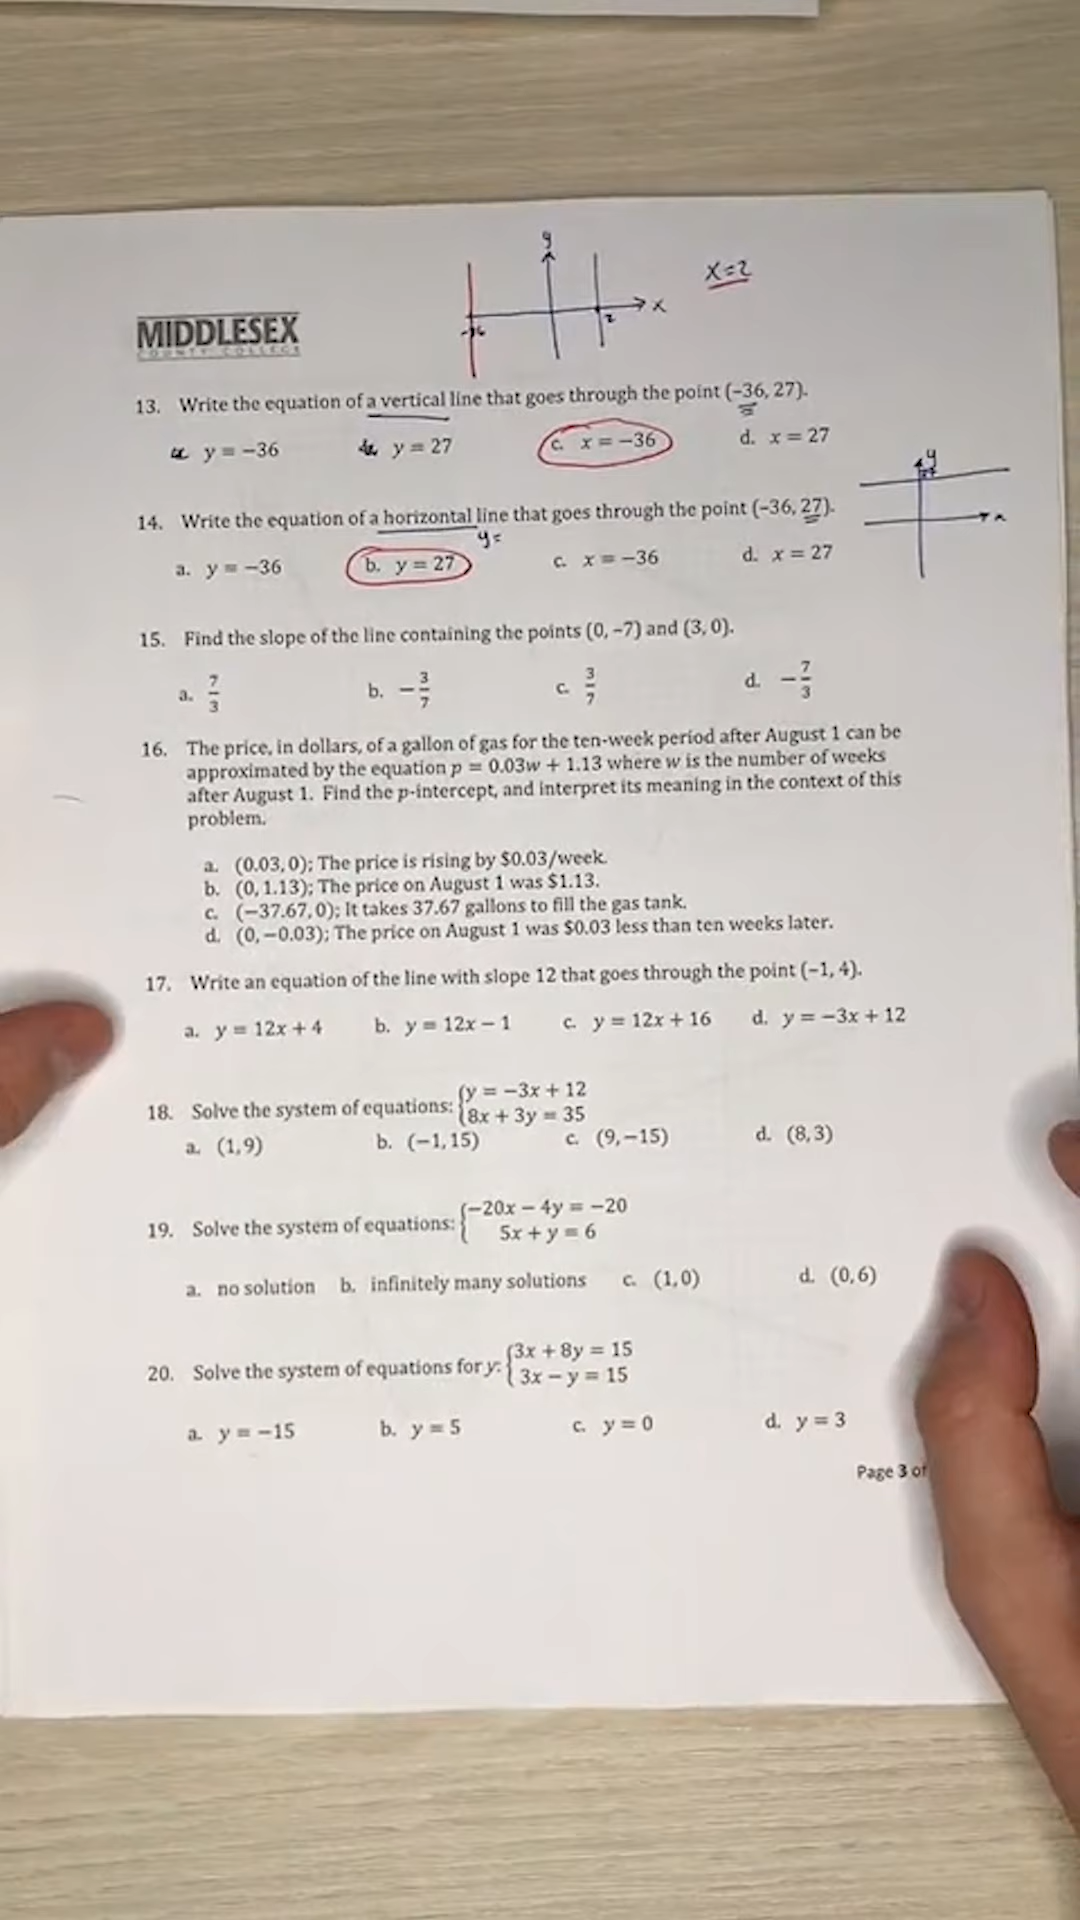 y
x=2
x
-36
2
MIDDLESEX
COUNTY COLLEGE
13. Write the equation of a vertical line that goes through the point (−36, 27).
y = −36 y = 27 c. x = −36 d. x = 27
y
27
14. Write the equation of a horizontal line that goes through the point (−36, 27).
x
y=
a. y = −36 b. y = 27 c. x = −36 d. x = 27
15. Find the slope of the line containing the points (0, −7) and (3, 0).
a. 7/3 b. −3/7 c. 3/7 d. −7/3
16. The price, in dollars, of a gallon of gas for the ten-week period after August 1 can be
approximated by the equation p = 0.03w + 1.13 where w is the number of weeks
after August 1. Find the p-intercept, and interpret its meaning in the context of this
problem.
a. (0.03, 0); The price is rising by $0.03/week.
b. (0, 1.13); The price on August 1 was $1.13.
c. (−37.67, 0); It takes 37.67 gallons to fill the gas tank.
d. (0, −0.03); The price on August 1 was $0.03 less than ten weeks later.
17. Write an equation of the line with slope 12 that goes through the point (−1, 4).
a. y = 12x + 4 b. y = 12x − 1 c. y = 12x + 16 d. y = −3x + 12
18. Solve the system of equations: {y = −3x + 12
8x + 3y = 35
a. (1,9) b. (−1,15) c. (9,−15) d. (8,3)
19. Solve the system of equations: {−20x − 4y = −20
5x + y = 6
a. no solution b. infinitely many solutions c. (1,0) d. (0,6)
20. Solve the system of equations for y: {3x + 8y = 15
3x − y = 15
a. y = −15 b. y = 5 c. y = 0 d. y = 3
Page 3 of